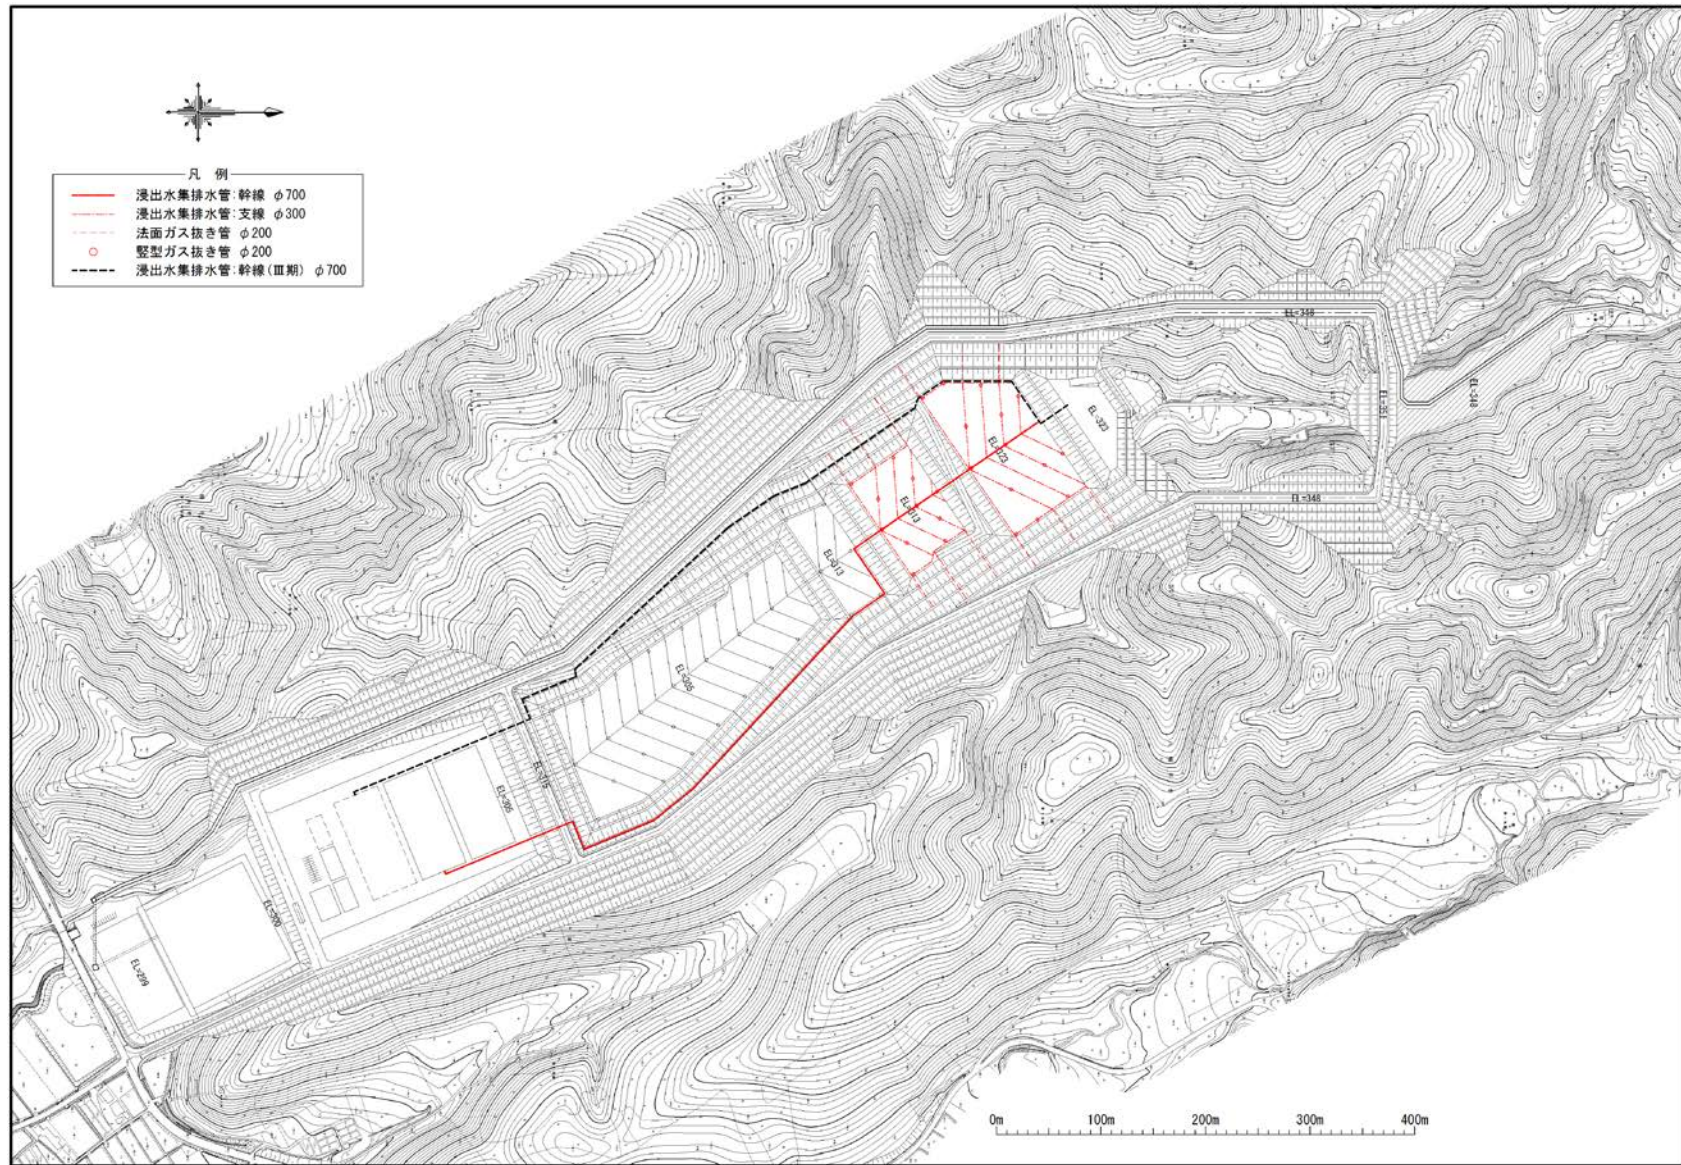 凡 例
浸出水集排水管:幹線 φ700
浸出水集排水管:支線 φ300
法面ガス抜き管 φ200
竪型ガス抜き管 φ200
浸出水集排水管:幹線(Ⅲ期) φ700
EL=348
EL=351
EL=348
EL=323
EL=323
EL=348
EL=313
EL=313
EL=305
EL=315
EL=305
EL=300
EL=299
0m 100m 200m 300m 400m